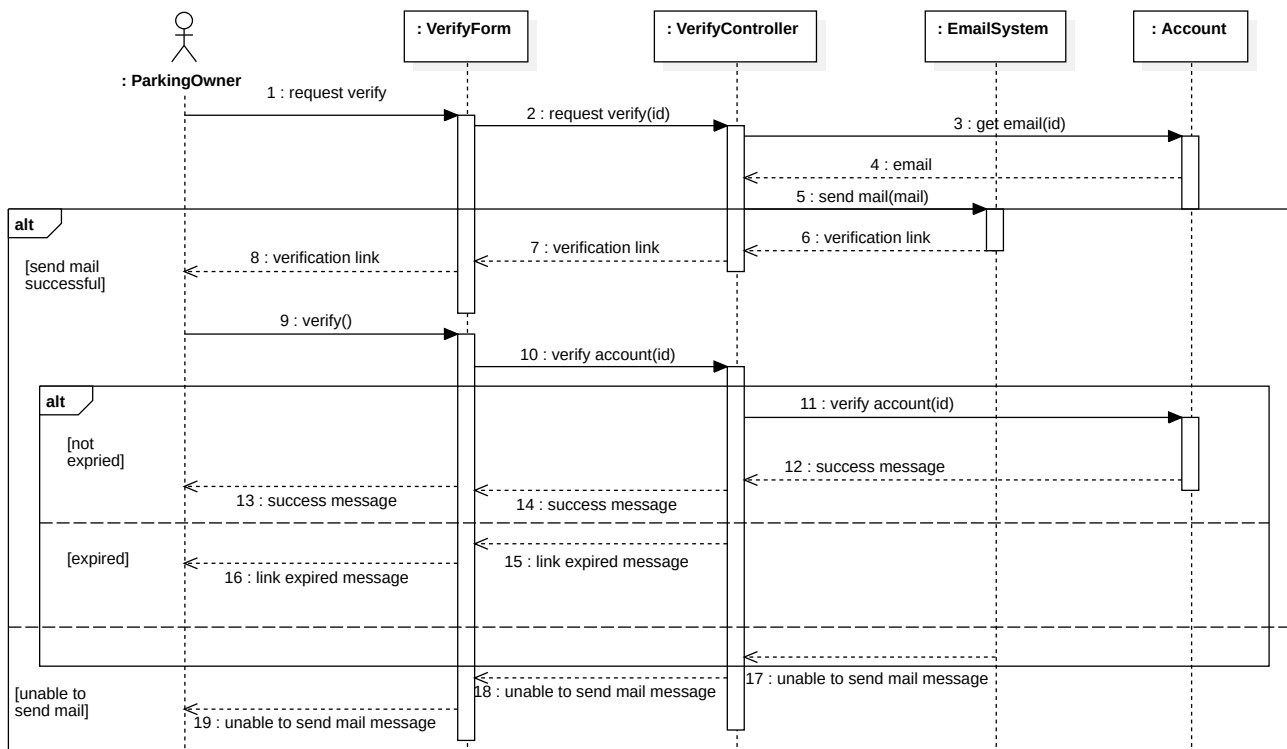 : VerifyForm
: VerifyController
: EmailSystem
: Account
: ParkingOwner
1 : request verify
2 : request verify(id)
3 : get email(id)
4 : email
5 : send mail(mail)
alt
6 : verification link
7 : verification link
8 : verification link
[send mail
successful]
9 : verify()
10 : verify account(id)
alt
11 : verify account(id)
[not
expried]
12 : success message
13 : success message
14 : success message
[expired]
15 : link expired message
16 : link expired message
17 : unable to send mail message
18 : unable to send mail message
[unable to
send mail]
19 : unable to send mail message